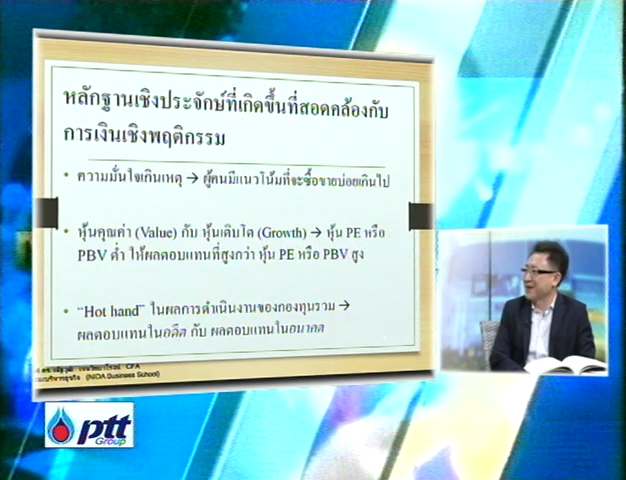 หลักฐานเชิงประจักษ์ที่เกิดขึ้นที่สอดคล้องกับ
การเงินเชิงพฤติกรรม
• ความมั่นใจเกินเหตุ → ผู้คนมีแนวโน้มที่จะซื้อขายบ่อยเกินไป
• หุ้นคุณค่า (Value) กับ หุ้นเติบโต (Growth) → หุ้น PE หรือ
PBV ต่ำ ให้ผลตอบแทนที่สูงกว่า หุ้น PE หรือ PBV สูง
• “Hot hand” ในผลการดำเนินงานของกองทุนรวม →
ผลตอบแทนในอดีต กับ ผลตอบแทนในอนาคต
CFA
(NIDA Business School)
ptt
Group